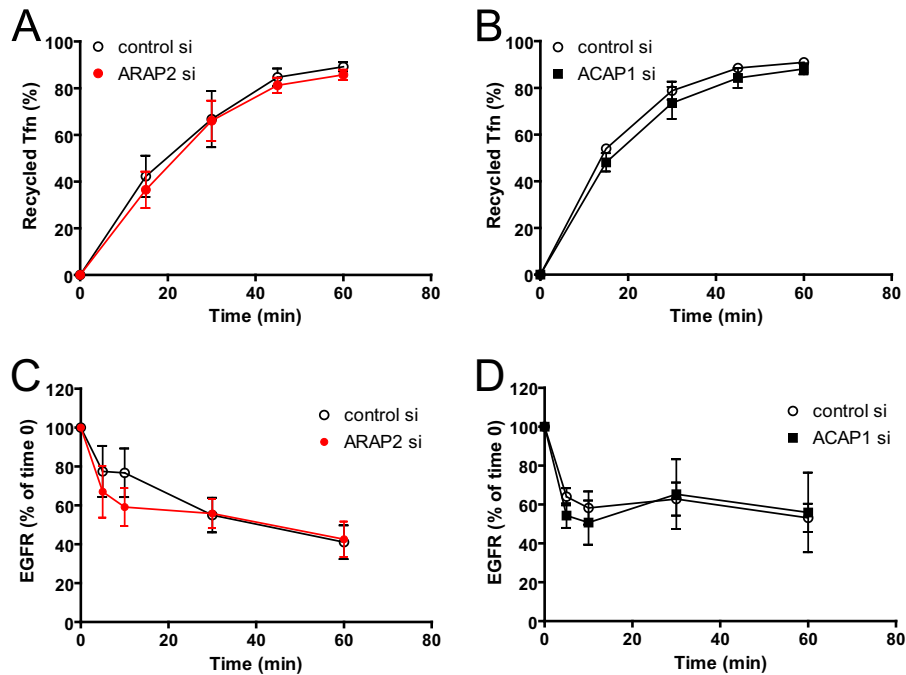 A
control si
ARAP2 si
Recycled Tfn (%)
100
80
60
40
20
0
0 20 40 60 80
Time (min)
B
control si
ACAP1 si
Recycled Tfn (%)
100
80
60
40
20
0
0 20 40 60 80
Time (min)
C
control si
ARAP2 si
EGFR (% of time 0)
120
100
80
60
40
20
0
0 20 40 60 80
Time (min)
D
control si
ACAP1 si
EGFR (% of time 0)
120
100
80
60
40
20
0
0 20 40 60 80
Time (min)